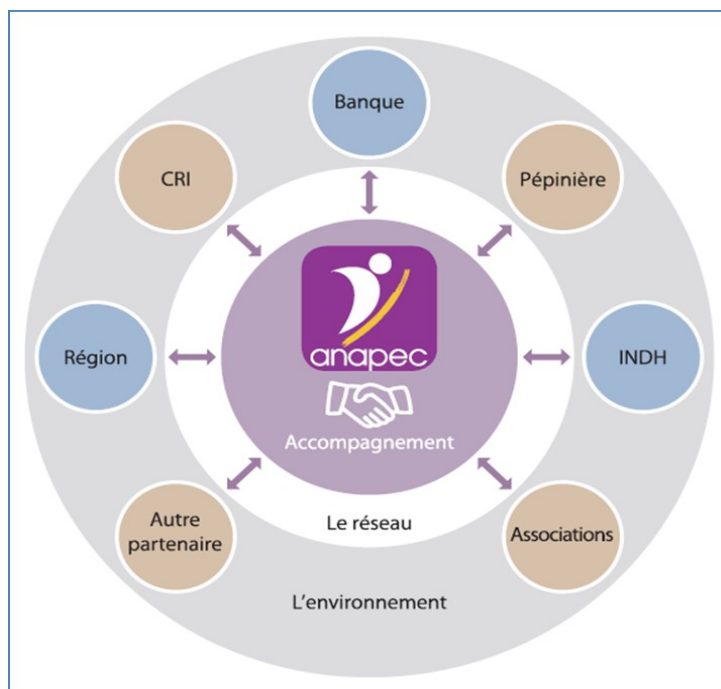 Banque
CRI
Pépinière
anapec
Région
INDH
Accompagnement
Autre
partenaire
Le réseau
Associations
L'environnement